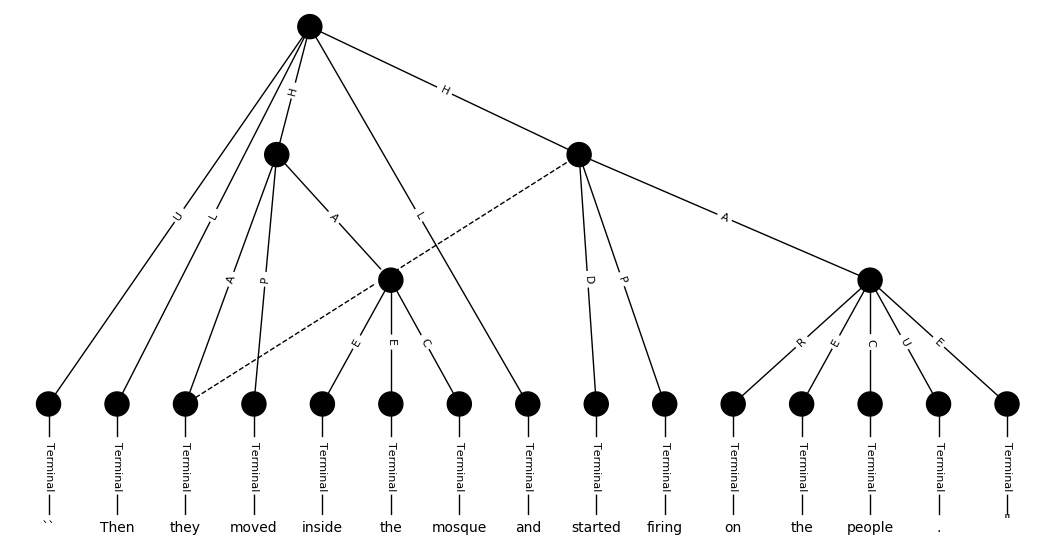 H
H
U
L
A
L
A
A
P
D
P
E
E
C
R
E
C
U
E
Terminal Terminal Terminal Terminal Terminal Terminal Terminal Terminal Terminal Terminal Terminal Terminal Terminal Terminal Terminal
`` Then they moved inside the mosque and started firing on the people . "